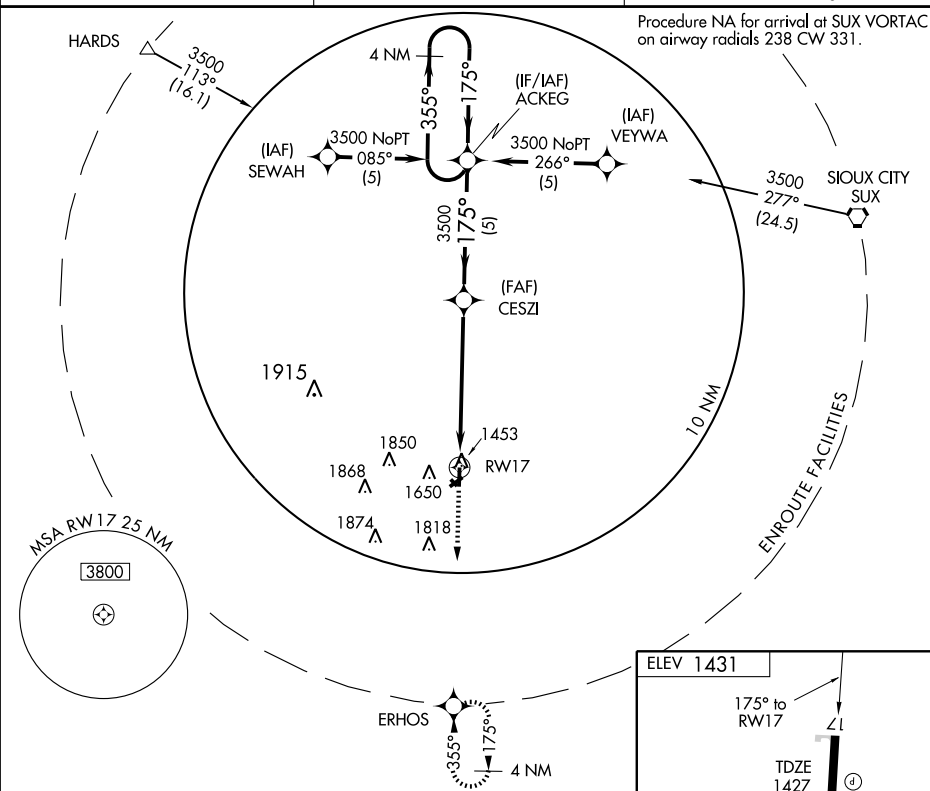 Procedure NA for arrival at SUX VORTAC
on airway radials 238 CW 331.
HARDS
3500
113°
(16.1)
4 NM
355°
175°
(IF/IAF)
ACKEG
(IAF)
SEWAH
3500 NoPT
085°
(5)
3500 NoPT
266°
(5)
(IAF)
VEYWA
3500
277°
(24.5)
SIOUX CITY
SUX
3500
175°
(5)
(FAF)
CESZI
1915
10 NM
ENROUTE FACILITIES
1850
1453
1868
1650
RW17
1874
1818
MSA RW17 25 NM
3800
ERHOS
355°
175°
4 NM
ELEV 1431
175° to
RW17
17
TDZE
1427
P